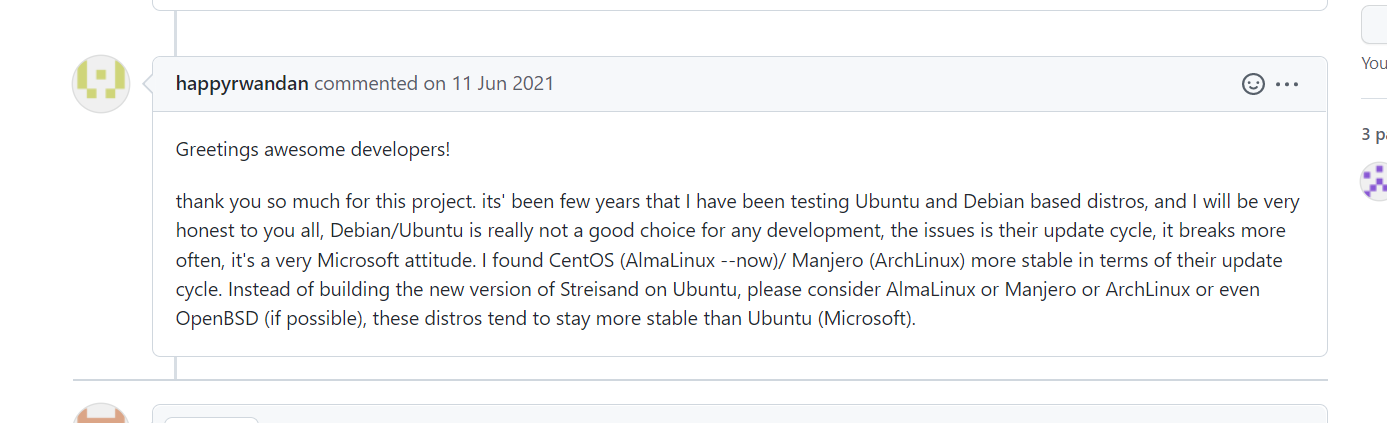 happyrwandan commented on 11 Jun 2021
You
Greetings awesome developers!
3 p
thank you so much for this project. its' been few years that I have been testing Ubuntu and Debian based distros, and I will be very
honest to you all, Debian/Ubuntu is really not a good choice for any development, the issues is their update cycle, it breaks more
often, it's a very Microsoft attitude. I found CentOS (AlmaLinux --now)/ Manjero (ArchLinux) more stable in terms of their update
cycle. Instead of building the new version of Streisand on Ubuntu, please consider AlmaLinux or Manjero or ArchLinux or even
OpenBSD (if possible), these distros tend to stay more stable than Ubuntu (Microsoft).